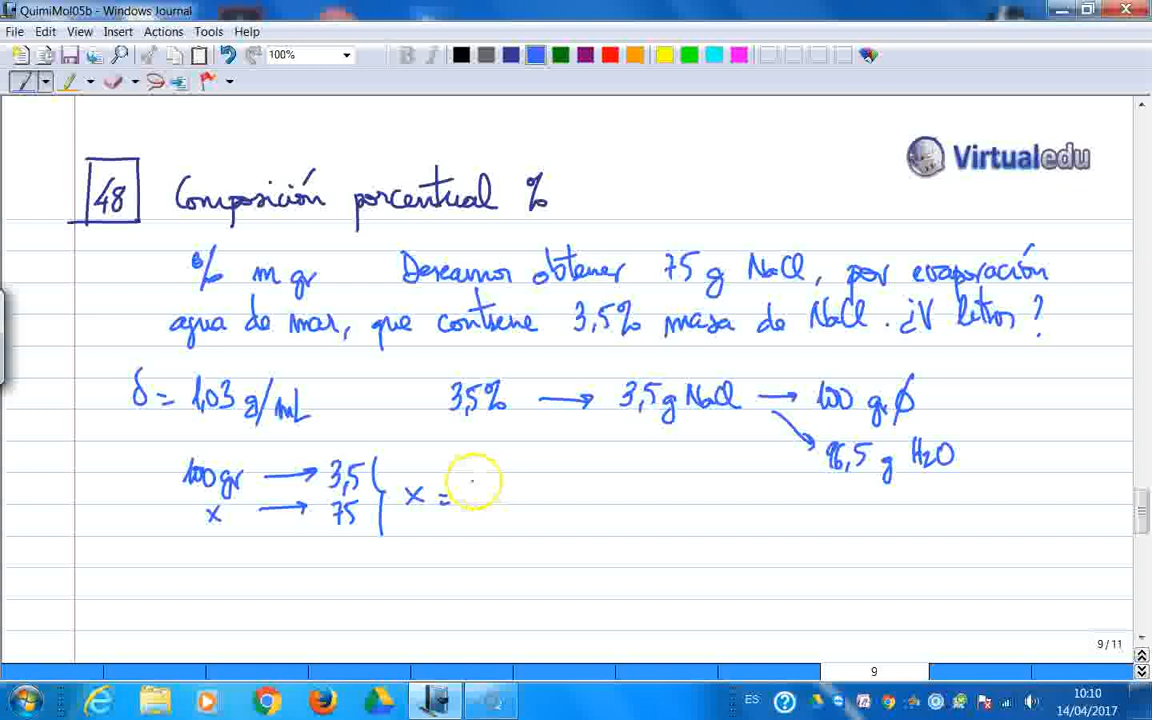 QuimiMol05b - Windows Journal
File Edit View Insert Actions Tools Help
100%
Virtualedu
48 Composición porcentual %
% m gr Deseamos obtener 75 g NaCl, por evaporación
agua de mar, que contiene 3,5% masa de NaCl. ¿V litros?
δ = 1,03 g/mL 3,5% → 3,5 g NaCl → 100 gr
96,5 g H2O
100 gr → 3,5
x → 75
x =
9 / 11
9
ES
10:10
14/04/2017